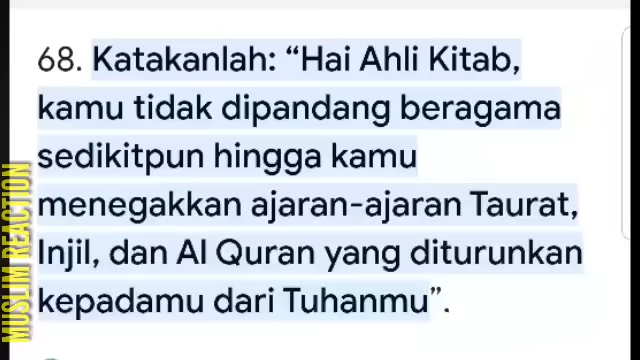 68. Katakanlah: “Hai Ahli Kitab,
kamu tidak dipandang beragama
sedikitpun hingga kamu
menegakkan ajaran-ajaran Taurat,
Injil, dan Al Quran yang diturunkan
kepadamu dari Tuhanmu”.
MUSLIM REACTION